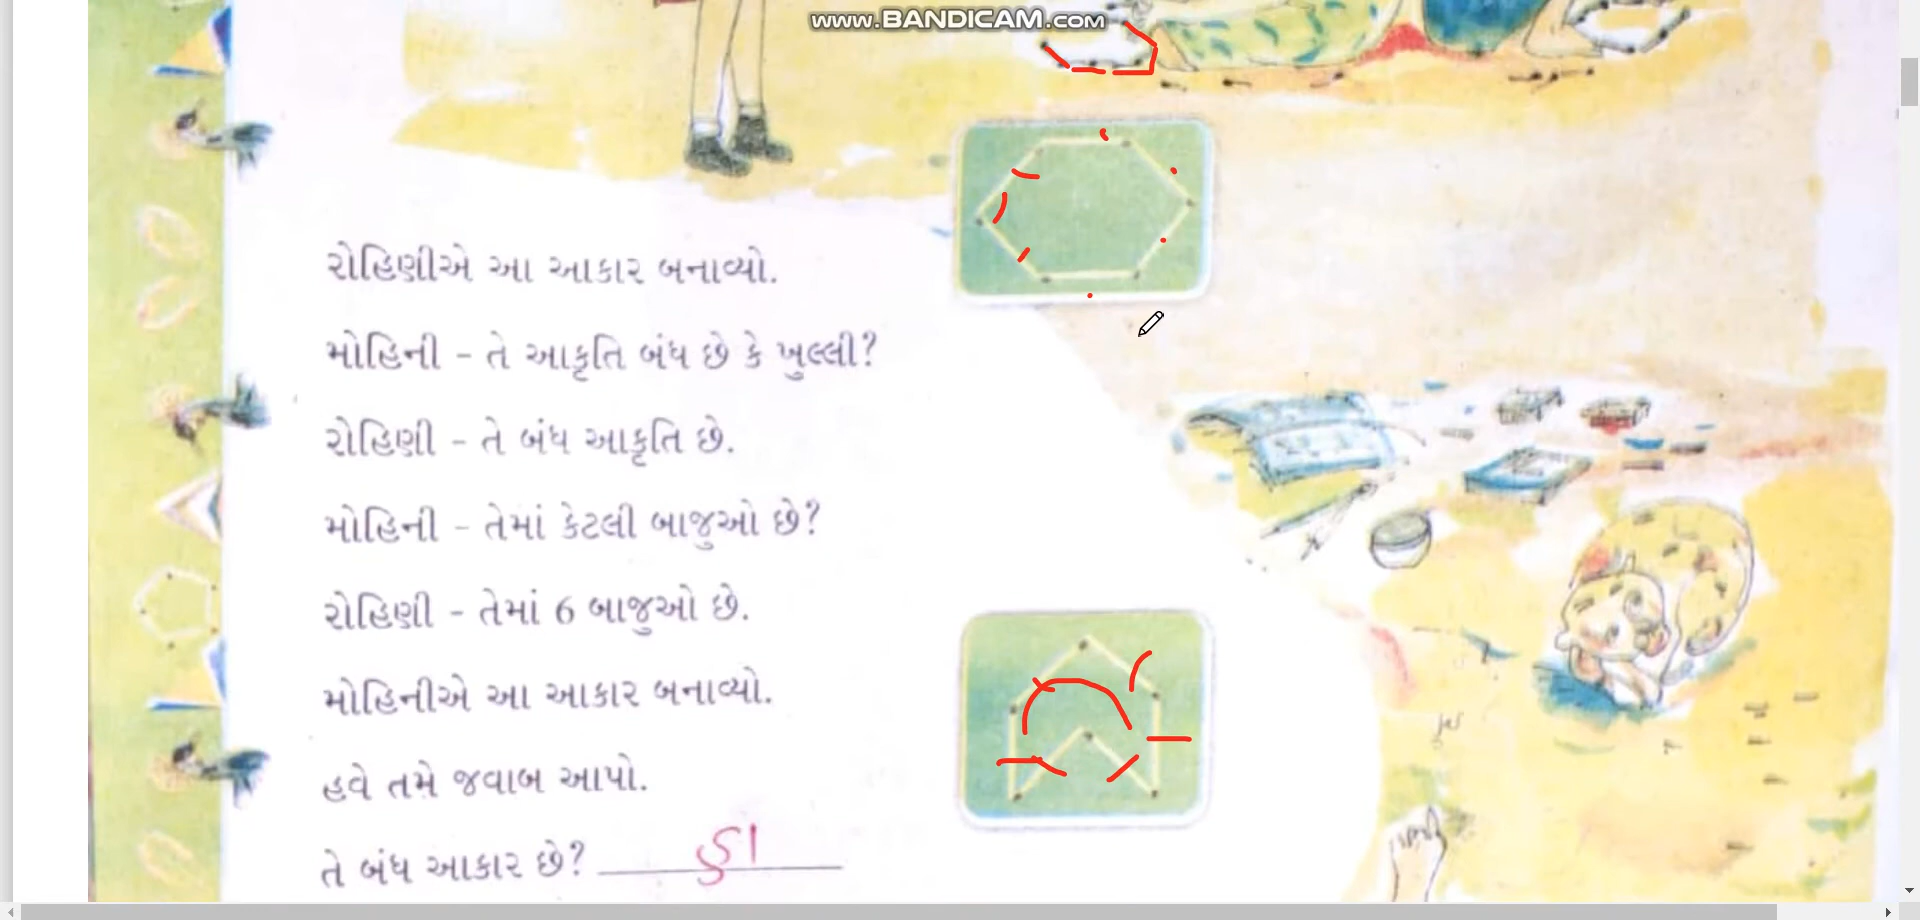 www.BANDICAM.com
રોહિણીએ આ આકાર બનાવ્યો.
મોહિની - તે આકૃતિ બંધ છે કે ખુલ્લી?
રોહિણી - તે બંધ આકૃતિ છે.
મોહિની - તેમાં કેટલી બાજુઓ છે?
રોહિણી - તેમાં 6 બાજુઓ છે.
મોહિનીએ આ આકાર બનાવ્યો.
હવે તમે જવાબ આપો.
તે બંધ આકાર છે? હા